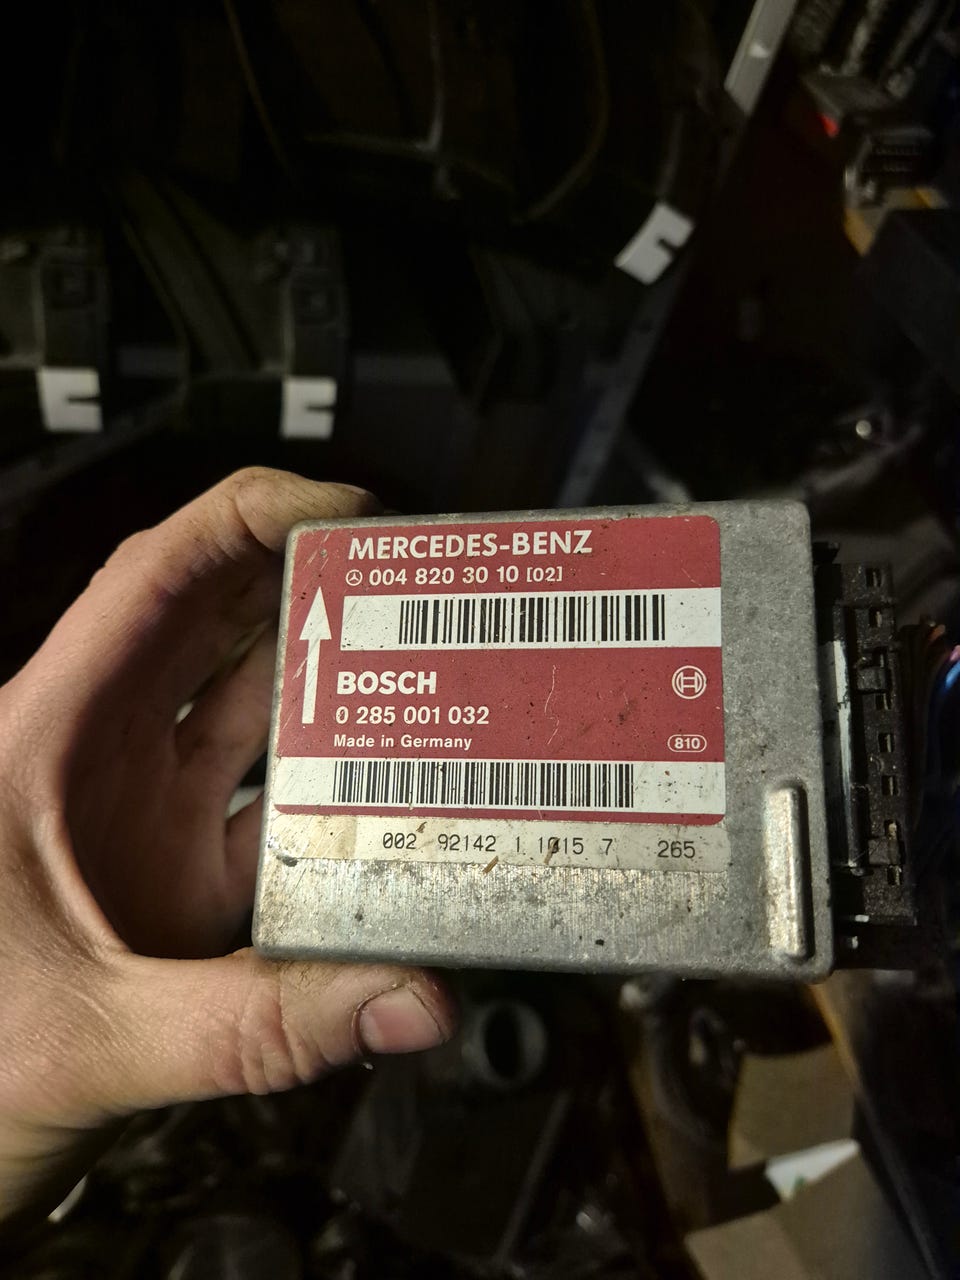 MERCEDES-BENZ
004 820 30 10 [02]
BOSCH
0 285 001 032
Made in Germany
810
002 92142 1 1015 7 265